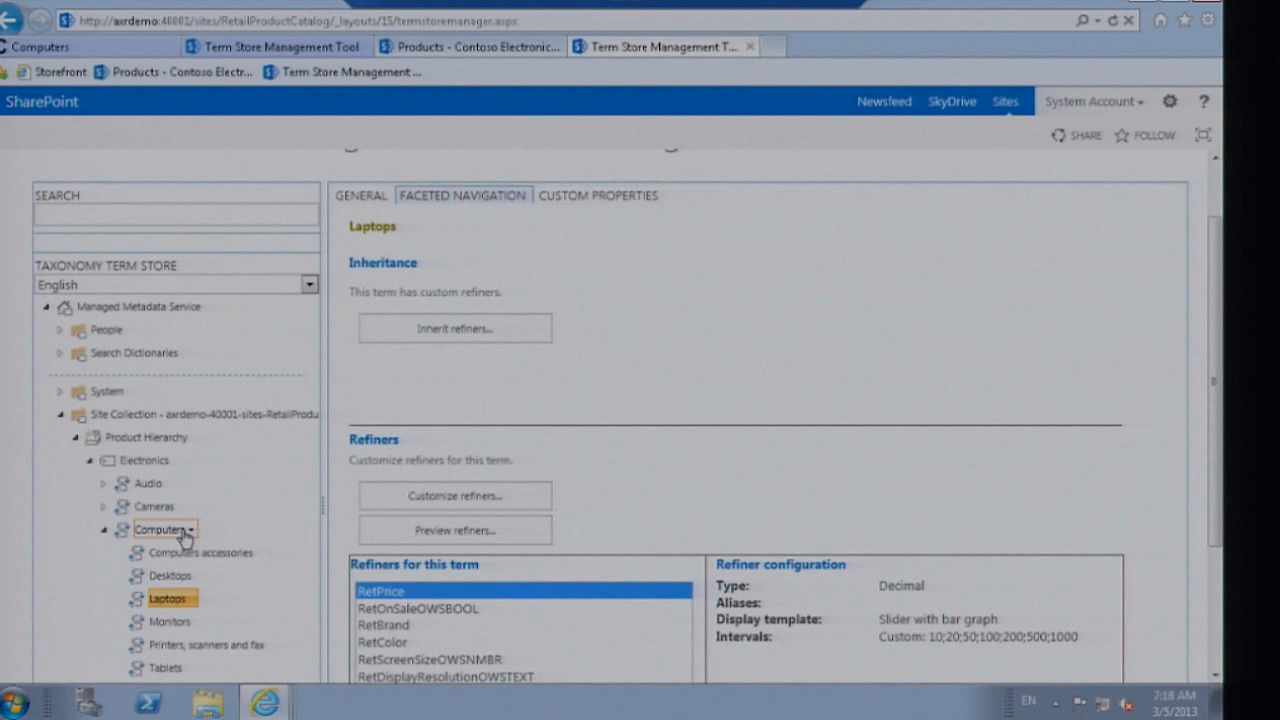 http://axrdemo:40001/sites/RetailProductCatalog/_layouts/15/termstoremanager.aspx
Computers
Term Store Management Tool
Products - Contoso Electronic...
Term Store Management T...
Storefront
Products - Contoso Electr...
Term Store Management ...
SharePoint
Newsfeed
SkyDrive
Sites
System Account
?
SHARE
FOLLOW
SEARCH
TAXONOMY TERM STORE
English
Managed Metadata Service
People
Search Dictionaries
System
Site Collection - axrdemo-40001-sites-RetailProdu
Product Hierarchy
Electronics
Audio
Cameras
Computers
Computers accessories
Desktops
Laptops
Monitors
Printers, scanners and fax
Tablets
GENERAL
FACETED NAVIGATION
CUSTOM PROPERTIES
Laptops
Inheritance
This term has custom refiners.
Inherit refiners...
Refiners
Customize refiners for this term.
Customize refiners...
Preview refiners...
Refiners for this term
RetPrice
RetOnSaleOWSBOOL
RetBrand
RetColor
RetScreenSizeOWSNMBR
RetDisplayResolutionOWSTEXT
Refiner configuration
Type: Decimal
Aliases:
Display template: Slider with bar graph
Intervals: Custom: 10;20;50;100;200;500;1000
EN
7:18 AM
3/5/2013